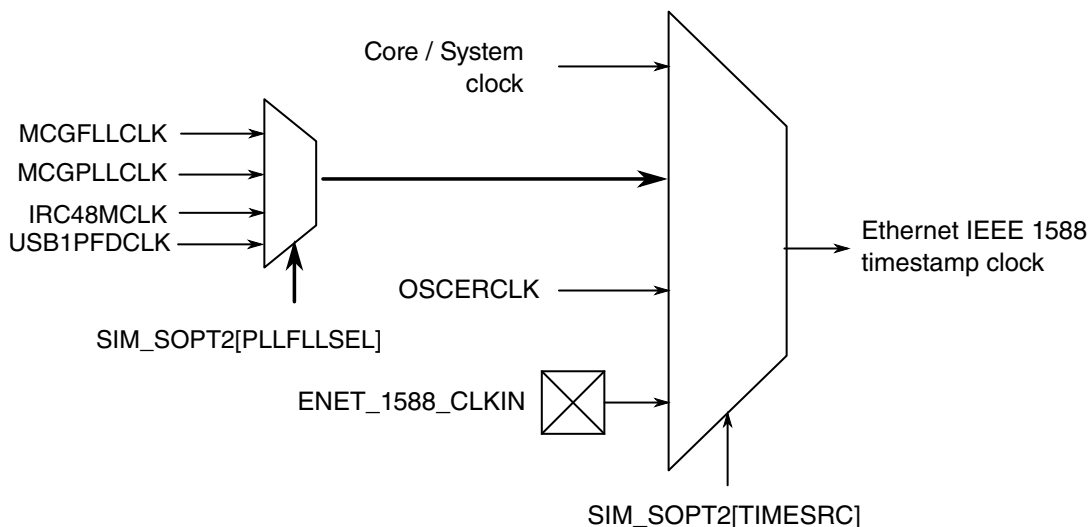 Core / System
clock
MCGFLLCLK
MCGPLLCLK
IRC48MCLK
USB1PFDCLK
SIM_SOPT2[PLLFLLSEL]
OSCERCLK
ENET_1588_CLKIN
Ethernet IEEE 1588
timestamp clock
SIM_SOPT2[TIMESRC]